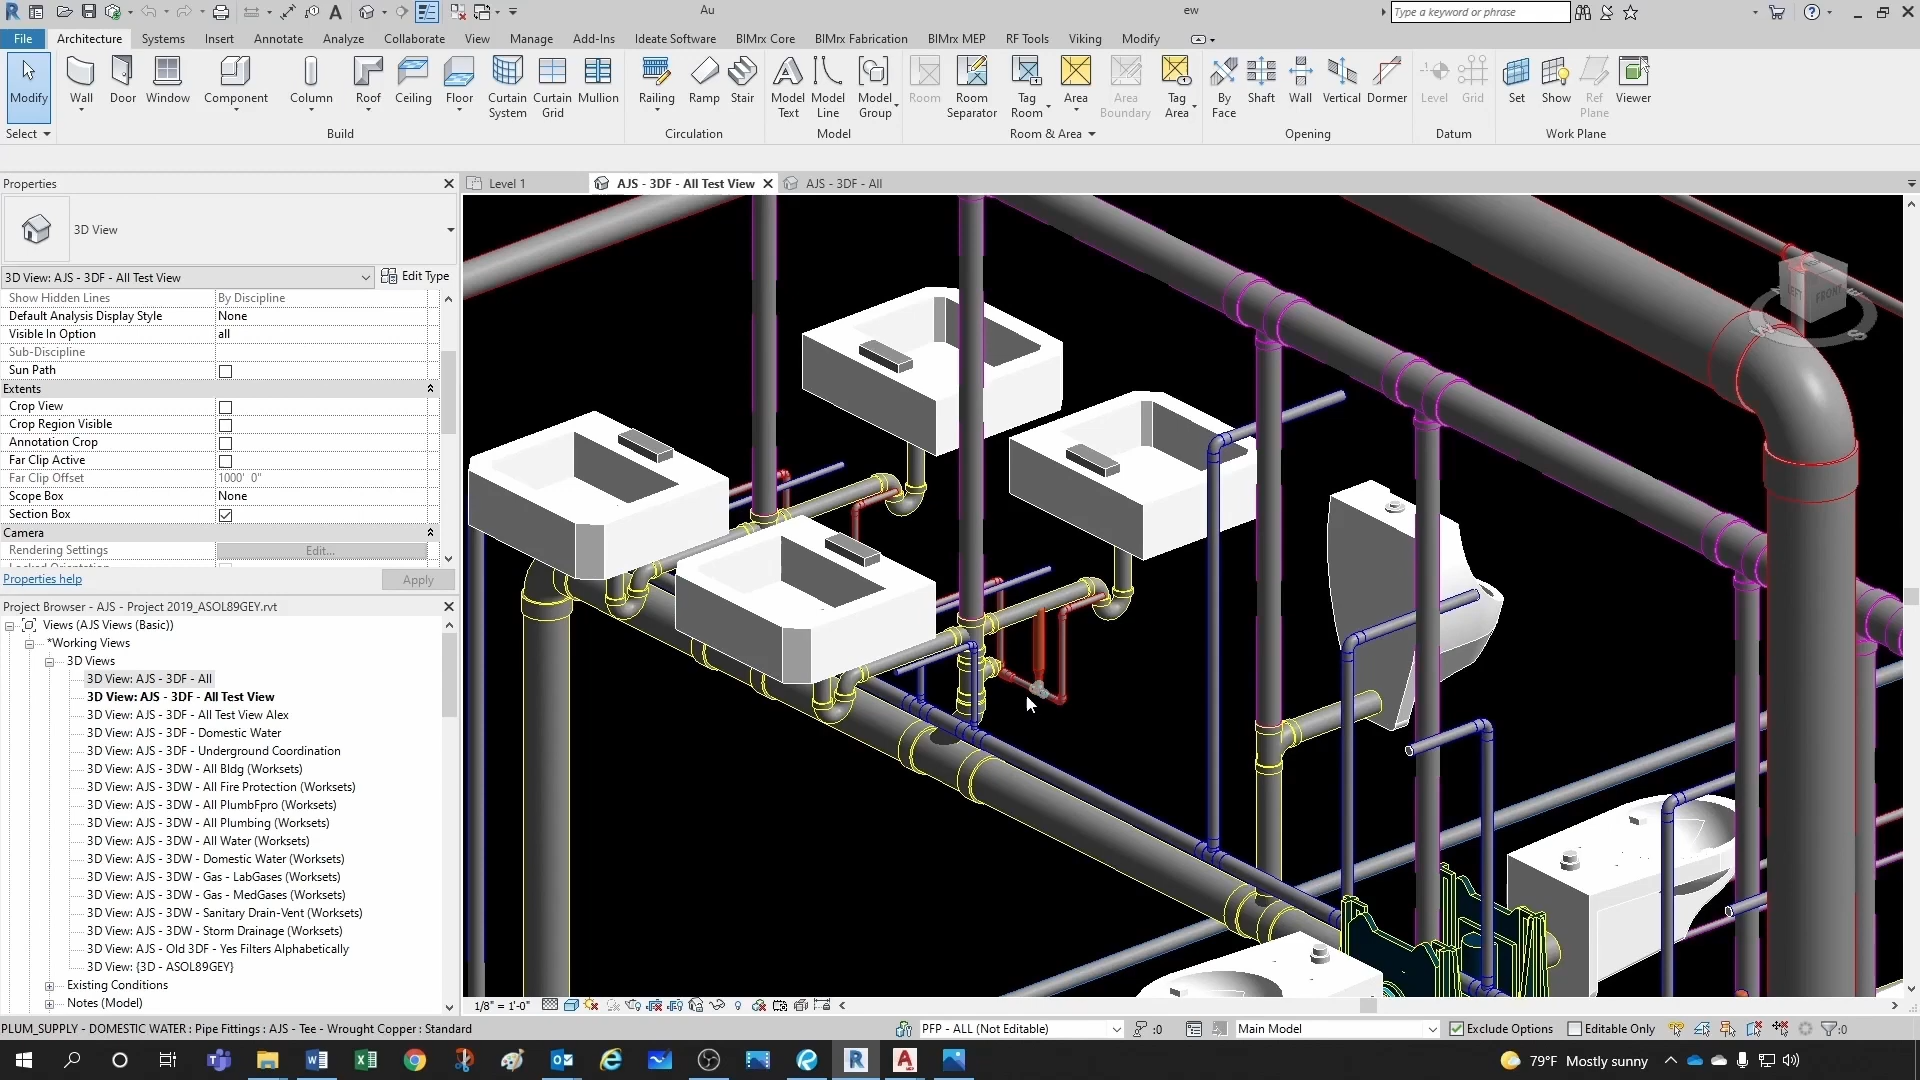 Au
ew
Type a keyword or phrase
File Architecture Systems Insert Annotate Analyze Collaborate View Manage Add-Ins Ideate Software BIMrx Core BIMrx Fabrication BIMrx MEP RF Tools Viking Modify
Modify Wall Door Window Component Column Roof Ceiling Floor Curtain System Curtain Grid Mullion Railing Ramp Stair Model Text Model Line Model Group Room Room Separator Tag Room Area Area Boundary Tag Area By Face Shaft Wall Vertical Dormer Level Grid Set Show Ref Plane Viewer
Select Build Circulation Model Room & Area Opening Datum Work Plane
Properties
Level 1
AJS - 3DF - All Test View
AJS - 3DF - All
3D View
3D View: AJS - 3DF - All Test View
Edit Type
Show Hidden Lines By Discipline
Default Analysis Display Style None
Visible In Option all
Sub-Discipline
Sun Path
Extents
Crop View
Crop Region Visible
Annotation Crop
Far Clip Active
Far Clip Offset 1000' 0"
Scope Box None
Section Box
Camera
Rendering Settings Edit...
Properties help
Apply
Project Browser - AJS - Project 2019_ASOL89GEY.rvt
Views (AJS Views (Basic))
*Working Views
3D Views
3D View: AJS - 3DF - All
3D View: AJS - 3DF - All Test View
3D View: AJS - 3DF - All Test View Alex
3D View: AJS - 3DF - Domestic Water
3D View: AJS - 3DF - Underground Coordination
3D View: AJS - 3DW - All Bldg (Worksets)
3D View: AJS - 3DW - All Fire Protection (Worksets)
3D View: AJS - 3DW - All PlumbFpro (Worksets)
3D View: AJS - 3DW - All Plumbing (Worksets)
3D View: AJS - 3DW - All Water (Worksets)
3D View: AJS - 3DW - Domestic Water (Worksets)
3D View: AJS - 3DW - Gas - LabGases (Worksets)
3D View: AJS - 3DW - Gas - MedGases (Worksets)
3D View: AJS - 3DW - Sanitary Drain-Vent (Worksets)
3D View: AJS - 3DW - Storm Drainage (Worksets)
3D View: AJS - Old 3DF - Yes Filters Alphabetically
3D View: {3D - ASOL89GEY}
Existing Conditions
Notes (Model)
LEFT
FRONT
W
S
1/8" = 1'-0"
PLUM_SUPPLY - DOMESTIC WATER : Pipe Fittings : AJS - Tee - Wrought Copper : Standard
PFP - ALL (Not Editable)
:0
Main Model
Exclude Options
Editable Only
:0
79°F Mostly sunny